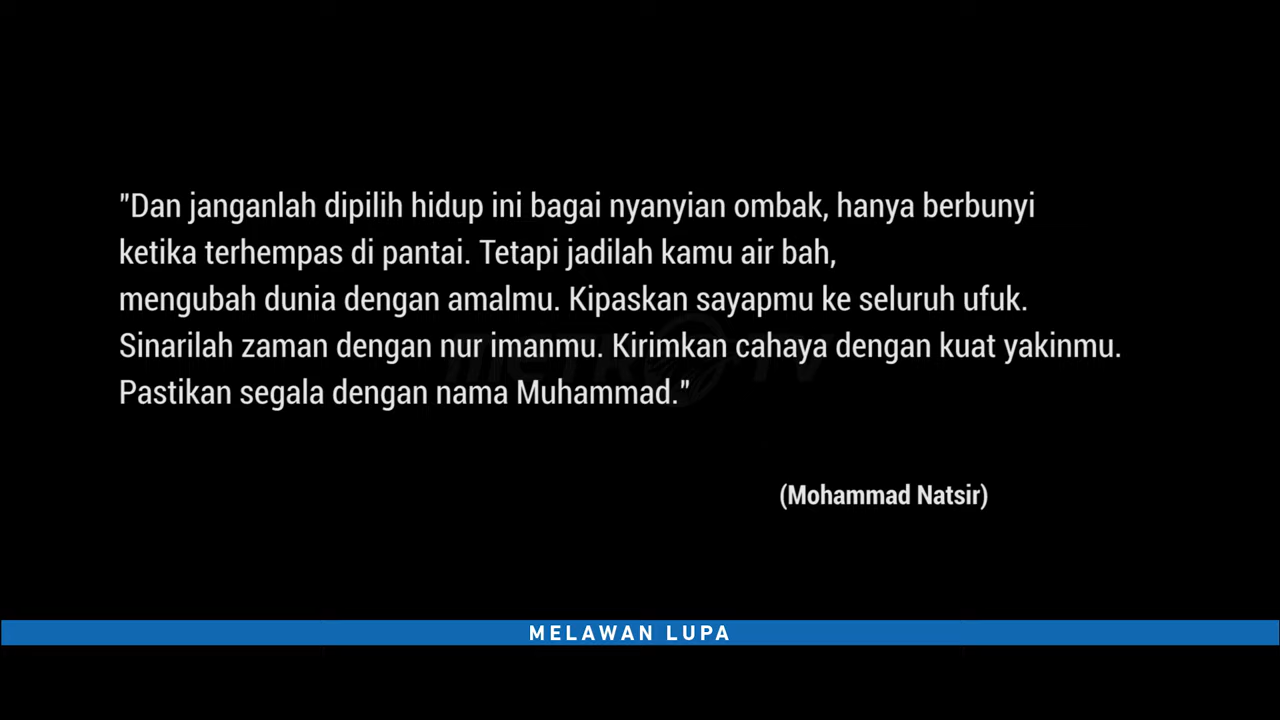 "Dan janganlah dipilih hidup ini bagai nyanyian ombak, hanya berbunyi
ketika terhempas di pantai. Tetapi jadilah kamu air bah,
mengubah dunia dengan amalmu. Kipaskan sayapmu ke seluruh ufuk.
Sinarilah zaman dengan nur imanmu. Kirimkan cahaya dengan kuat yakinmu.
Pastikan segala dengan nama Muhammad."
METRO TV
(Mohammad Natsir)
MELAWAN LUPA